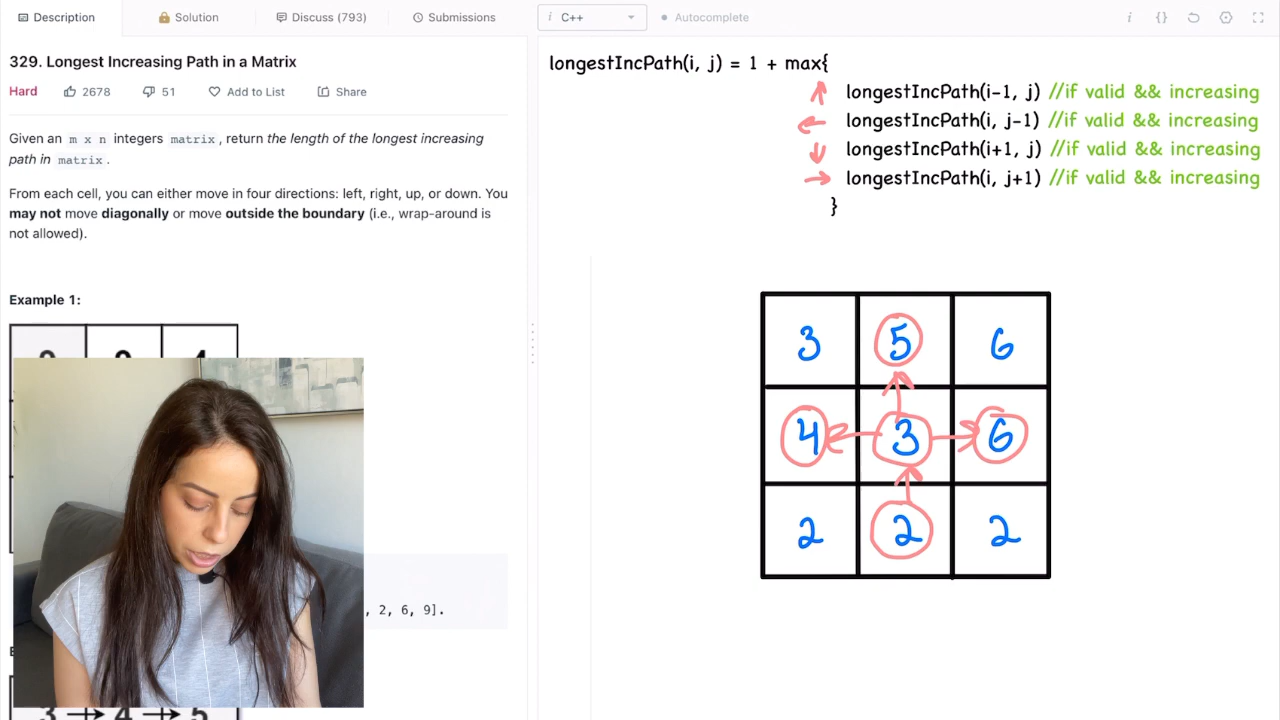 Description
Solution
Discuss (793)
Submissions
i C++
Autocomplete
i {}
329. Longest Increasing Path in a Matrix
Hard 2678 51 Add to List Share
Given an m x n integers matrix, return the length of the longest increasing
path in matrix.
From each cell, you can either move in four directions: left, right, up, or down. You
may not move diagonally or move outside the boundary (i.e., wrap-around is
not allowed).
Example 1:
, 2, 6, 9].
3 → 4 → 5
longestIncPath(i, j) = 1 + max{
longestIncPath(i-1, j) //if valid && increasing
longestIncPath(i, j-1) //if valid && increasing
longestIncPath(i+1, j) //if valid && increasing
longestIncPath(i, j+1) //if valid && increasing
}
3 5 6
4 3 6
2 2 2